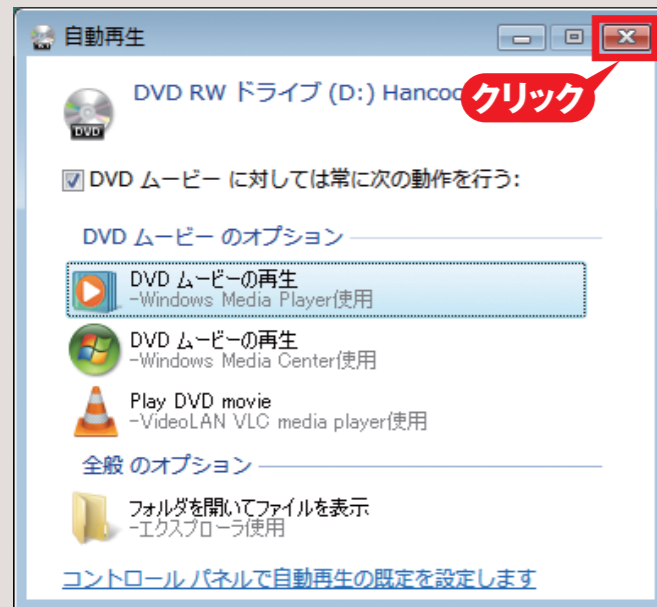 自動再生
DVD RW ドライブ (D:) Hancoc
クリック
DVD
DVD ムービー に対しては常に次の動作を行う:
DVD ムービー のオプション
DVD ムービーの再生
-Windows Media Player使用
DVD ムービーの再生
-Windows Media Center使用
Play DVD movie
-VideoLAN VLC media player使用
全般 のオプション
フォルダを開いてファイルを表示
-エクスプローラ使用
コントロール パネルで自動再生の既定を設定します